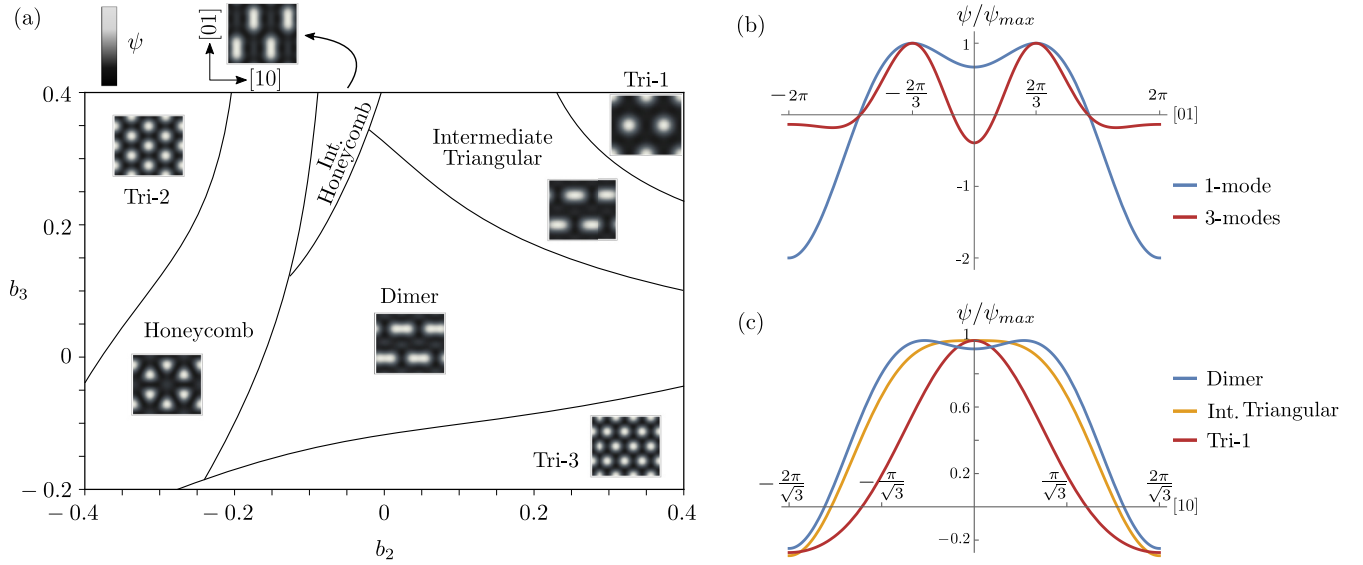 (a)
ψ
[01]
[10]
0.4
0.2
0
− 0.2
b₃
− 0.4
− 0.2
0
0.2
0.4
b₂
Tri-2
Honeycomb
Int.
Honeycomb
Intermediate
Triangular
Tri-1
Dimer
Tri-3
(b)
ψ/ψ_max
1
−2π
−2π/3
2π/3
2π
[01]
-1
-2
1-mode
3-modes
(c)
ψ/ψ_max
1
0.6
0.2
−0.2
−2π/√3
−π/√3
π/√3
2π/√3
[10]
Dimer
Int. Triangular
Tri-1